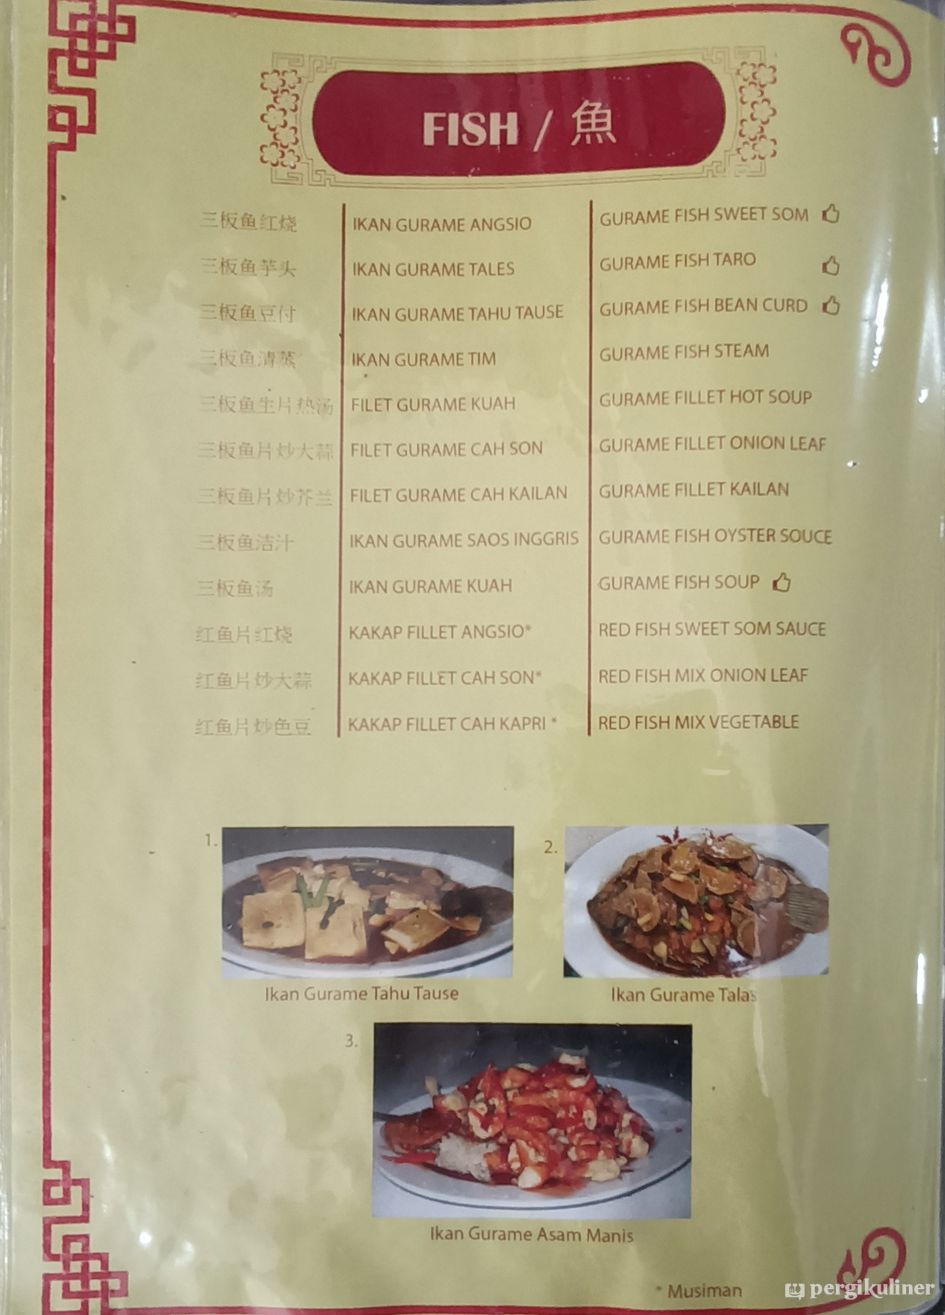 FISH / 魚
三板鱼红烧 IKAN GURAME ANGSIO GURAME FISH SWEET SOM
三板鱼芋头 IKAN GURAME TALES GURAME FISH TARO
三板鱼豆付 IKAN GURAME TAHU TAUSE GURAME FISH BEAN CURD
三板鱼清蒸 IKAN GURAME TIM GURAME FISH STEAM
三板鱼生片热汤 FILET GURAME KUAH GURAME FILLET HOT SOUP
三板鱼片炒大蒜 FILET GURAME CAH SON GURAME FILLET ONION LEAF
三板鱼片炒芥兰 FILET GURAME CAH KAILAN GURAME FILLET KAILAN
三板鱼洁汁 IKAN GURAME SAOS INGGRIS GURAME FISH OYSTER SOUCE
三板鱼汤 IKAN GURAME KUAH GURAME FISH SOUP
红鱼片红烧 KAKAP FILLET ANGSIO* RED FISH SWEET SOM SAUCE
红鱼片炒大蒜 KAKAP FILLET CAH SON* RED FISH MIX ONION LEAF
红鱼片炒色豆 KAKAP FILLET CAH KAPRI * RED FISH MIX VEGETABLE
1. 2.
Ikan Gurame Tahu Tause Ikan Gurame Talas
3.
Ikan Gurame Asam Manis
* Musiman
pergikuliner